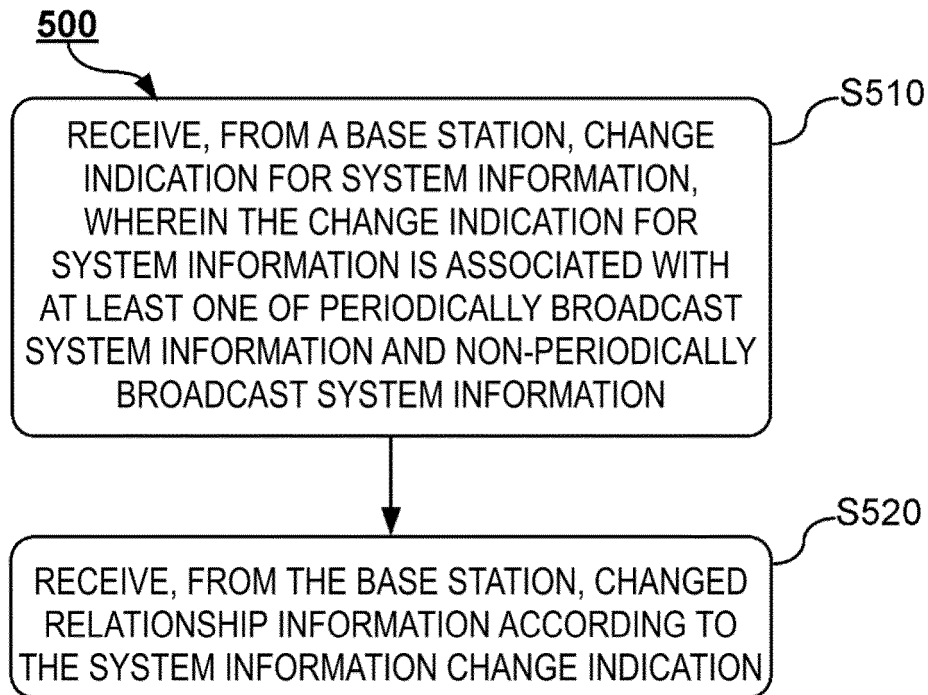 500
S510
RECEIVE, FROM A BASE STATION, CHANGE
INDICATION FOR SYSTEM INFORMATION,
WHEREIN THE CHANGE INDICATION FOR
SYSTEM INFORMATION IS ASSOCIATED WITH
AT LEAST ONE OF PERIODICALLY BROADCAST
SYSTEM INFORMATION AND NON-PERIODICALLY
BROADCAST SYSTEM INFORMATION
S520
RECEIVE, FROM THE BASE STATION, CHANGED
RELATIONSHIP INFORMATION ACCORDING TO
THE SYSTEM INFORMATION CHANGE INDICATION